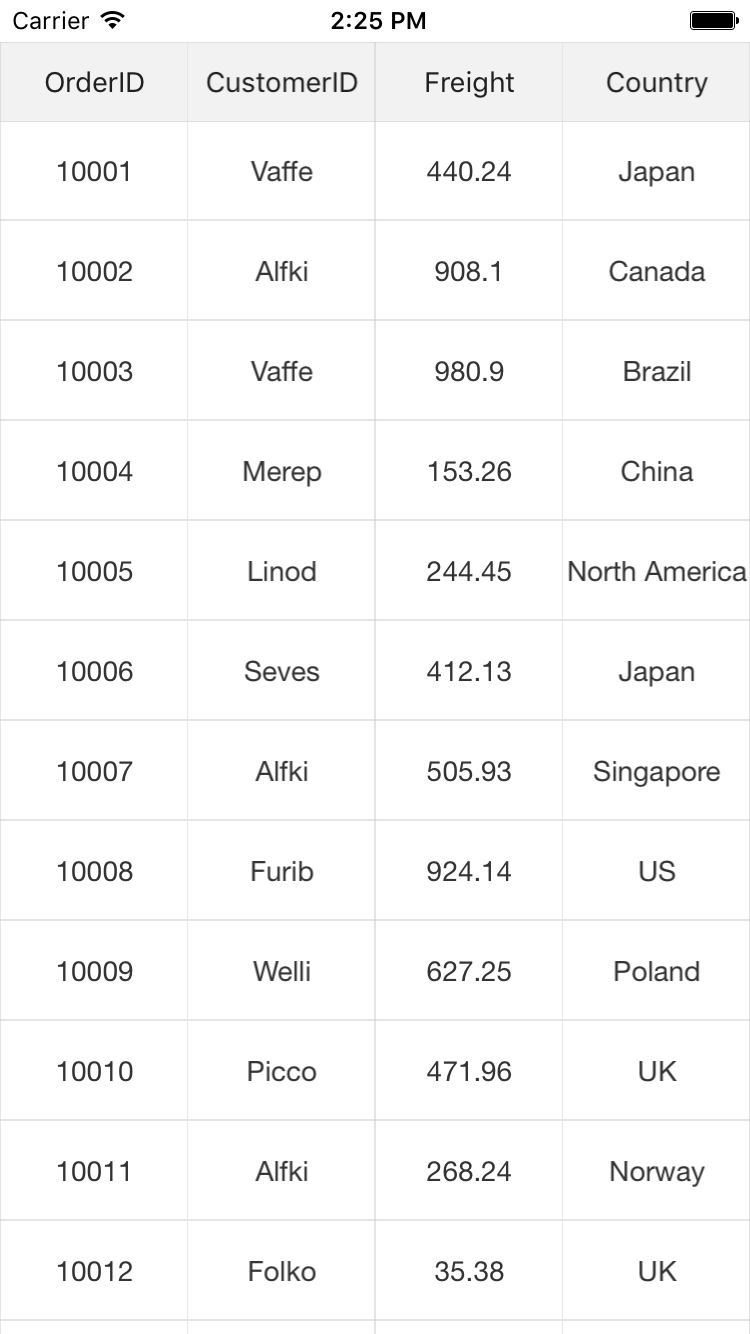 Carrier 2:25 PM
OrderID CustomerID Freight Country
10001 Vaffe 440.24 Japan
10002 Alfki 908.1 Canada
10003 Vaffe 980.9 Brazil
10004 Merep 153.26 China
10005 Linod 244.45 North America
10006 Seves 412.13 Japan
10007 Alfki 505.93 Singapore
10008 Furib 924.14 US
10009 Welli 627.25 Poland
10010 Picco 471.96 UK
10011 Alfki 268.24 Norway
10012 Folko 35.38 UK